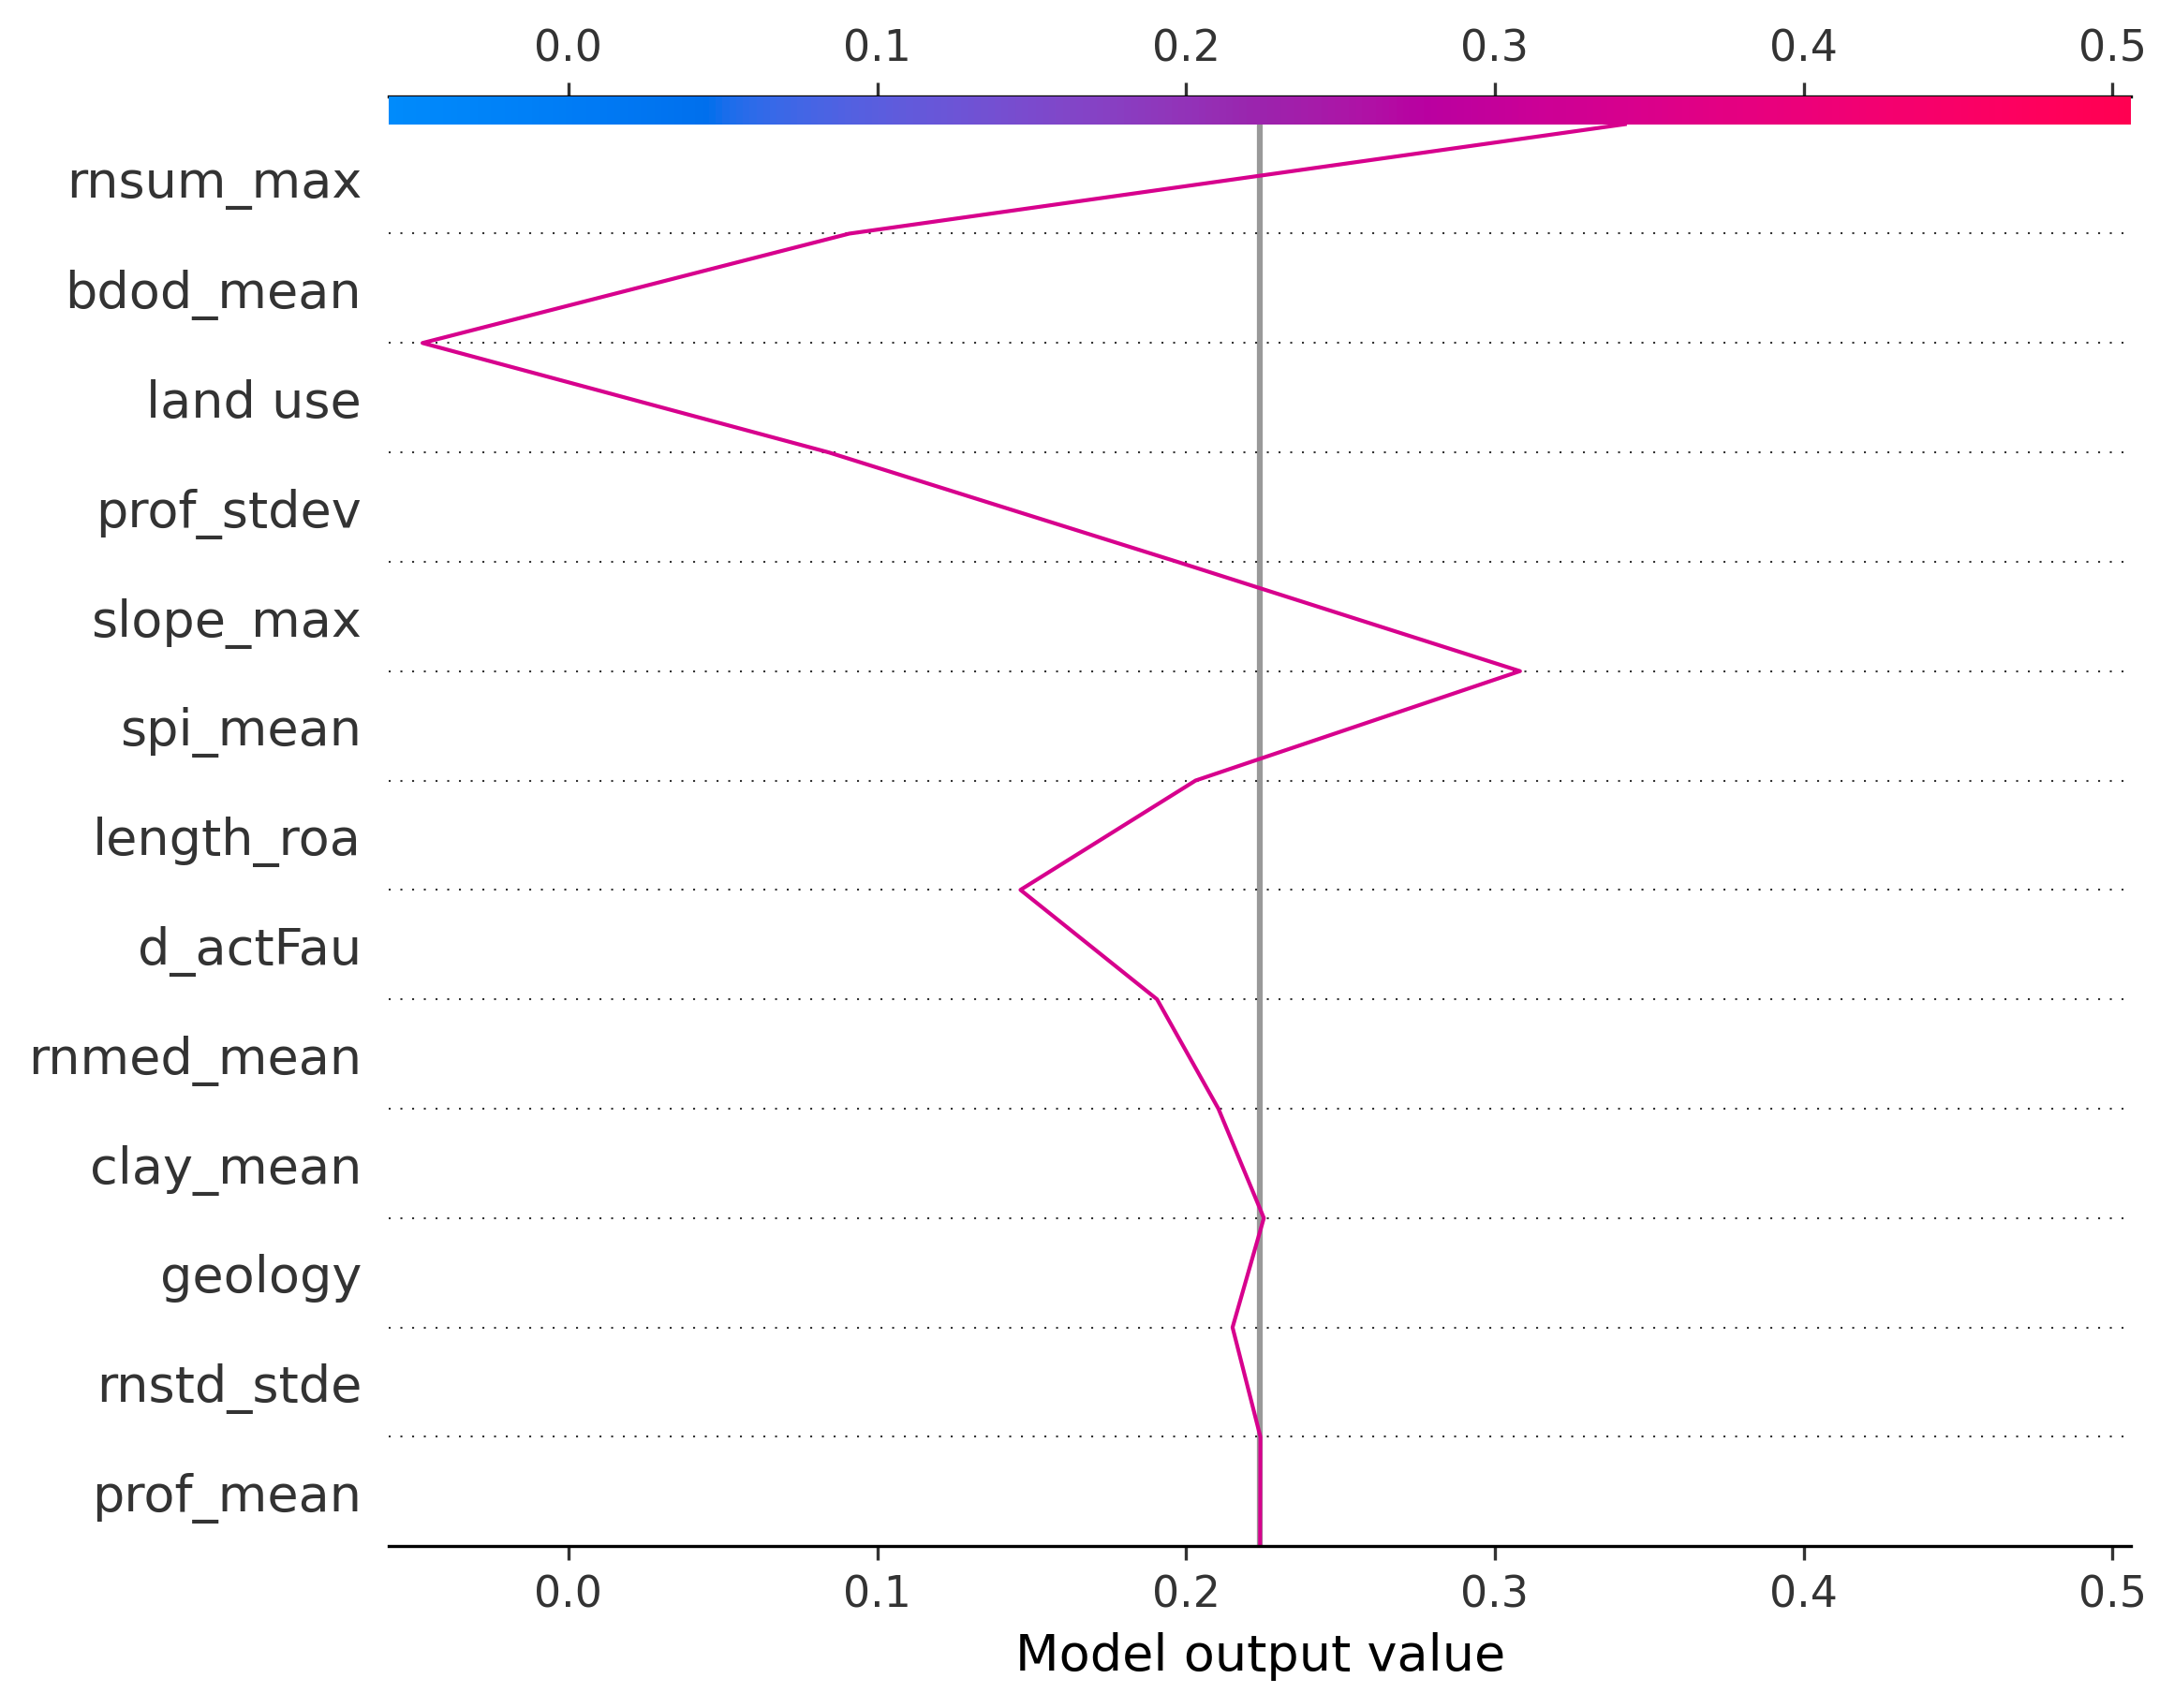 0.0 0.1 0.2 0.3 0.4 0.5
rnsum_max
bdod_mean
land use
prof_stdev
slope_max
spi_mean
length_roa
d_actFau
rnmed_mean
clay_mean
geology
rnstd_stde
prof_mean
0.0 0.1 0.2 0.3 0.4 0.5
Model output value